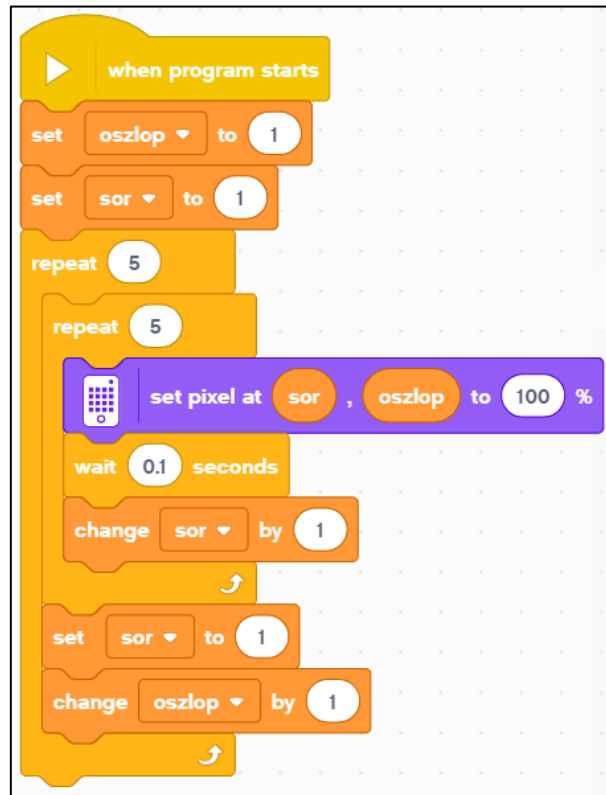 when program starts
set oszlop to 1
set sor to 1
repeat 5
repeat 5
set pixel at sor , oszlop to 100 %
wait 0.1 seconds
change sor by 1
set sor to 1
change oszlop by 1